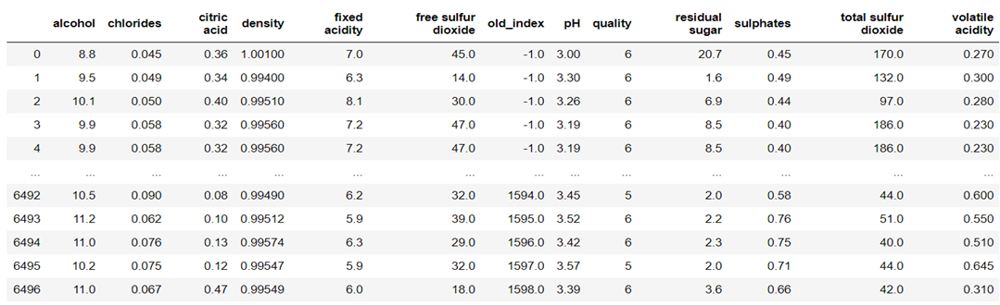 alcohol chlorides citric acid density fixed acidity free sulfur dioxide old_index pH quality residual sugar sulphates total sulfur dioxide volatile acidity
0 8.8 0.045 0.36 1.00100 7.0 45.0 -1.0 3.00 6 20.7 0.45 170.0 0.270
1 9.5 0.049 0.34 0.99400 6.3 14.0 -1.0 3.30 6 1.6 0.49 132.0 0.300
2 10.1 0.050 0.40 0.99510 8.1 30.0 -1.0 3.26 6 6.9 0.44 97.0 0.280
3 9.9 0.058 0.32 0.99560 7.2 47.0 -1.0 3.19 6 8.5 0.40 186.0 0.230
4 9.9 0.058 0.32 0.99560 7.2 47.0 -1.0 3.19 6 8.5 0.40 186.0 0.230
... ... ... ... ... ... ... ... ... ... ... ... ... ...
6492 10.5 0.090 0.08 0.99490 6.2 32.0 1594.0 3.45 5 2.0 0.58 44.0 0.600
6493 11.2 0.062 0.10 0.99512 5.9 39.0 1595.0 3.52 6 2.2 0.76 51.0 0.550
6494 11.0 0.076 0.13 0.99574 6.3 29.0 1596.0 3.42 6 2.3 0.75 40.0 0.510
6495 10.2 0.075 0.12 0.99547 5.9 32.0 1597.0 3.57 5 2.0 0.71 44.0 0.645
6496 11.0 0.067 0.47 0.99549 6.0 18.0 1598.0 3.39 6 3.6 0.66 42.0 0.310